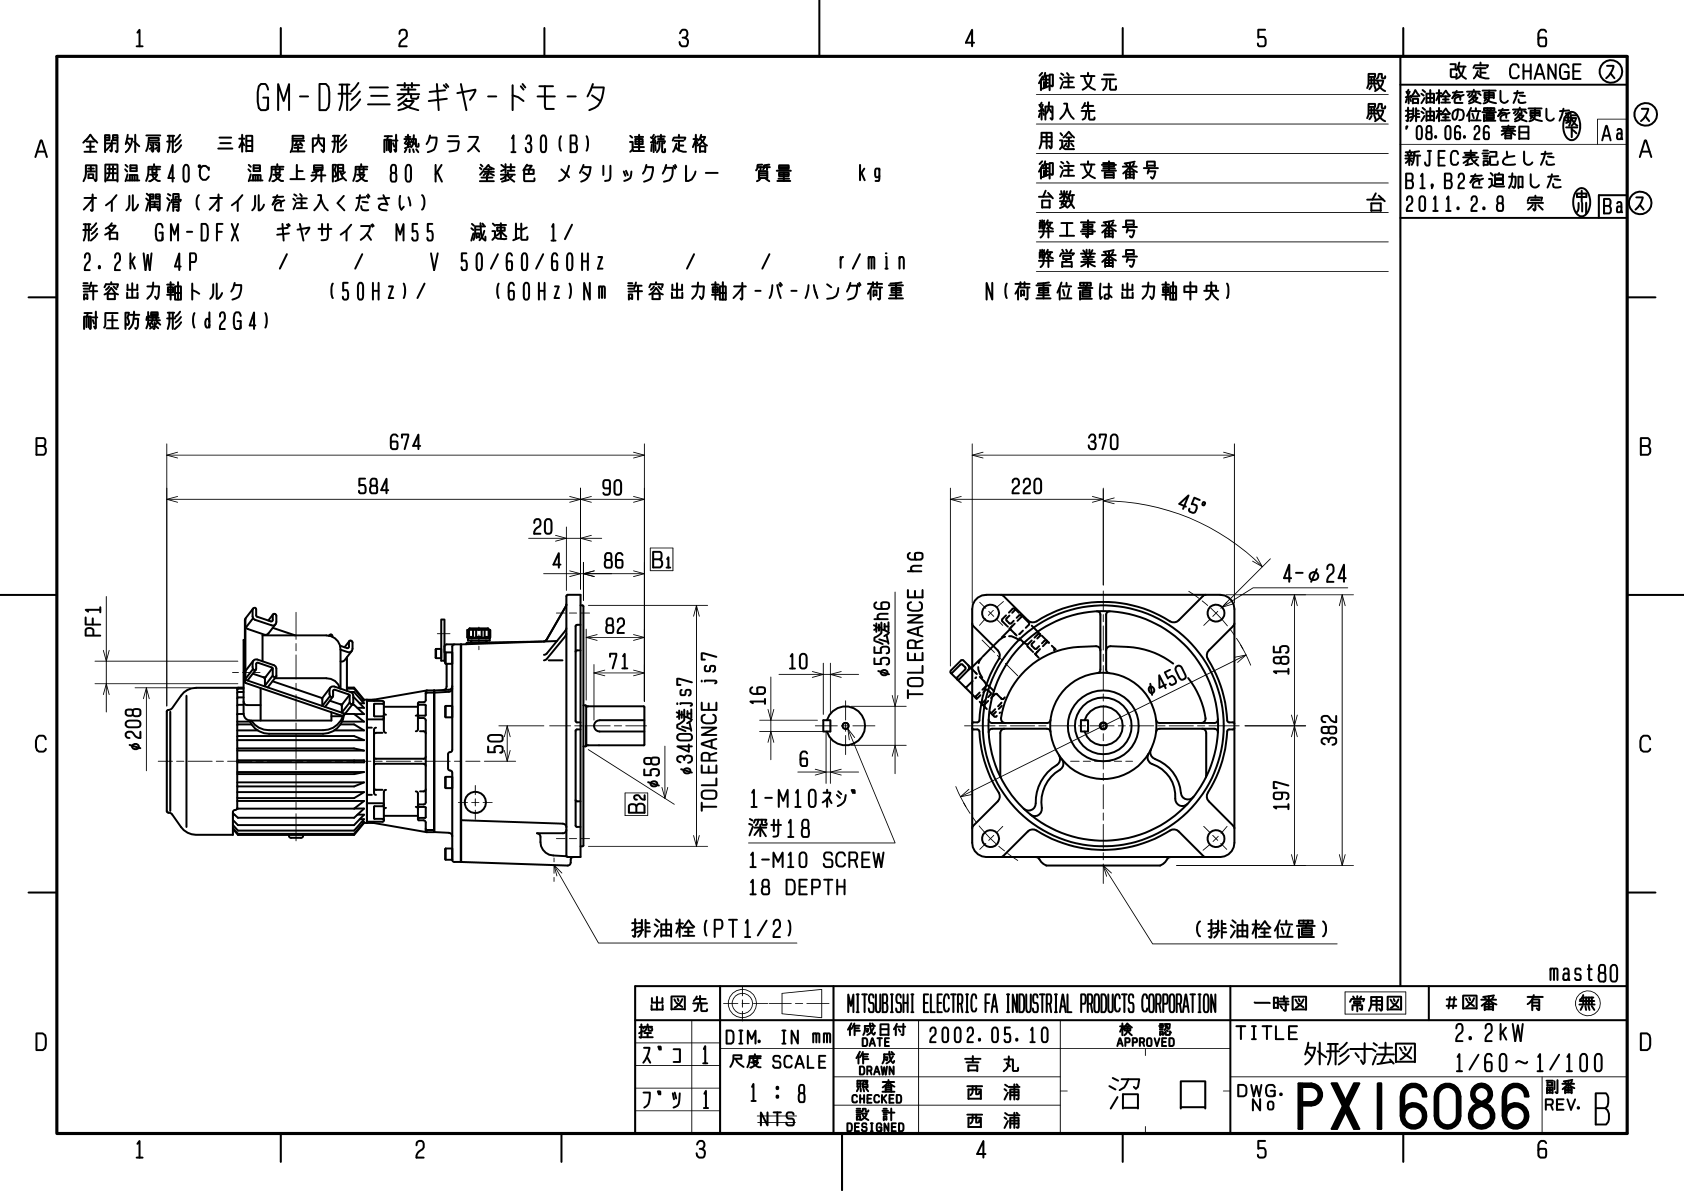 1 2 3 4 5 6
A
B
C
D
GM-D形三菱ギヤードモータ
全閉外扇形 三相 屋内形 耐熱クラス 130(B) 連続定格
周囲温度40℃ 温度上昇限度 80 K 塗装色 メタリックグレー 質量 kg
オイル潤滑(オイルを注入ください)
形名 GM-DFX ギヤサイズ M55 減速比 1/
2.2kW 4P / / V 50/60/60Hz / / r/min
許容出力軸トルク (50Hz)/ (60Hz)Nm 許容出力軸オーバーハング荷重 N(荷重位置は出力軸中央)
耐圧防爆形(d2G4)
御注文元 殿
納入先 殿
用途
御注文書番号
台数 台
弊工事番号
弊営業番号
改定 CHANGE ス
給油栓を変更した
排油栓の位置を変更した
'08.06.26 春日 Aa ス
新JEC表記とした
B1,B2を追加した
2011.2.8 宗 Ba ス
A
B
C
D
674
584 90
20
4 86 B1
82
71
PF1
φ208
50
φ58
B2
φ340公差js7
TOLERANCE js7
排油栓(PT1/2)
10
16
6
φ55公差h6
TOLERANCE h6
1-M10ネジ
深サ18
1-M10 SCREW
18 DEPTH
370
220
45°
4-φ24
φ450
185
382
197
(排油栓位置)
mast80
出図先
控
ズコ 1
ブツ 1
DIM. IN mm
尺度 SCALE
1 : 8
NTS
MITSUBISHI ELECTRIC FA INDUSTRIAL PRODUCTS CORPORATION
作成日付
DATE
2002.05.10
検認
APPROVED
作成
DRAWN
吉丸
照査
CHECKED
西浦
設計
DESIGNED
西浦
沼口
一時図 常用図 #図番 有 無
TITLE
外形寸法図
2.2kW
1/60~1/100
DWG.
No
PX16086
副番
REV.
B
1 2 3 4 5 6